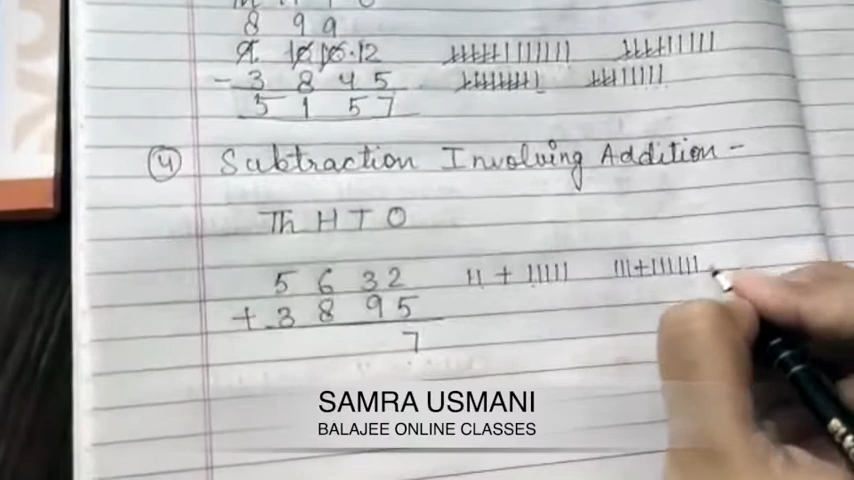 8 9 9
9. 10 10.12
- 3 8 4 5
5 1 5 7
(4) Subtraction Involving Addition -
Th H T O
5 6 3 2 || + ||||| |||+||||||
+ 3 8 9 5
7
SAMRA USMANI
BALAJEE ONLINE CLASSES